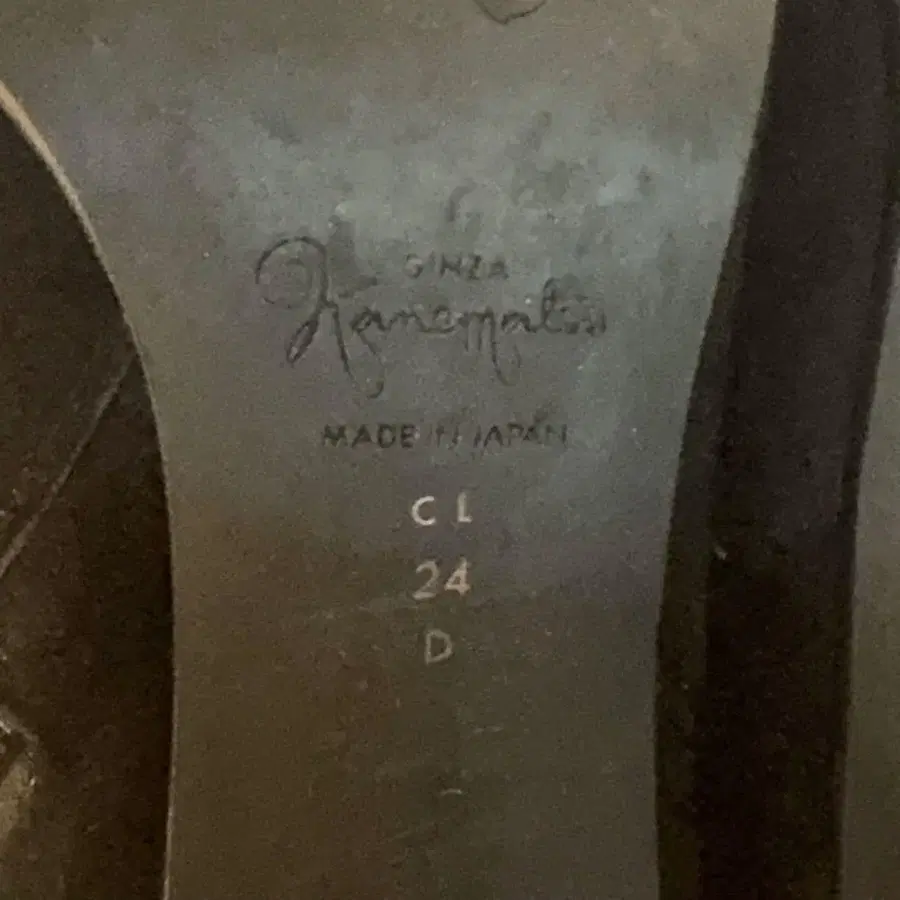 GINZA
Kanematsu
MADE IN JAPAN
CL
24
D